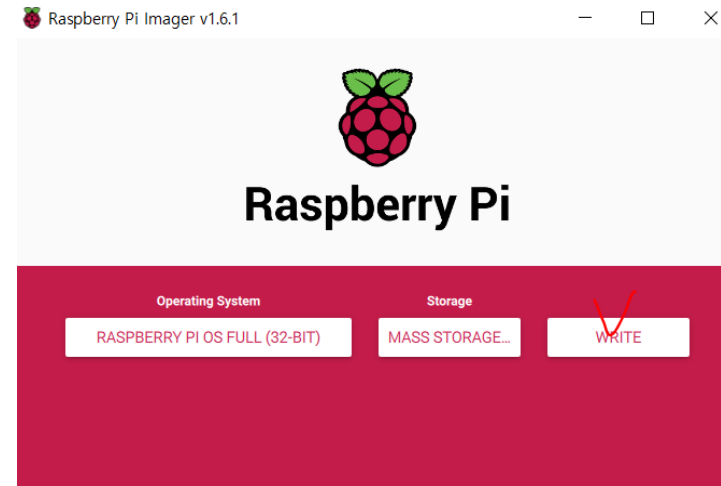 Raspberry Pi Imager v1.6.1
Raspberry Pi
Operating System
Storage
RASPBERRY PI OS FULL (32-BIT)
MASS STORAGE...
WRITE